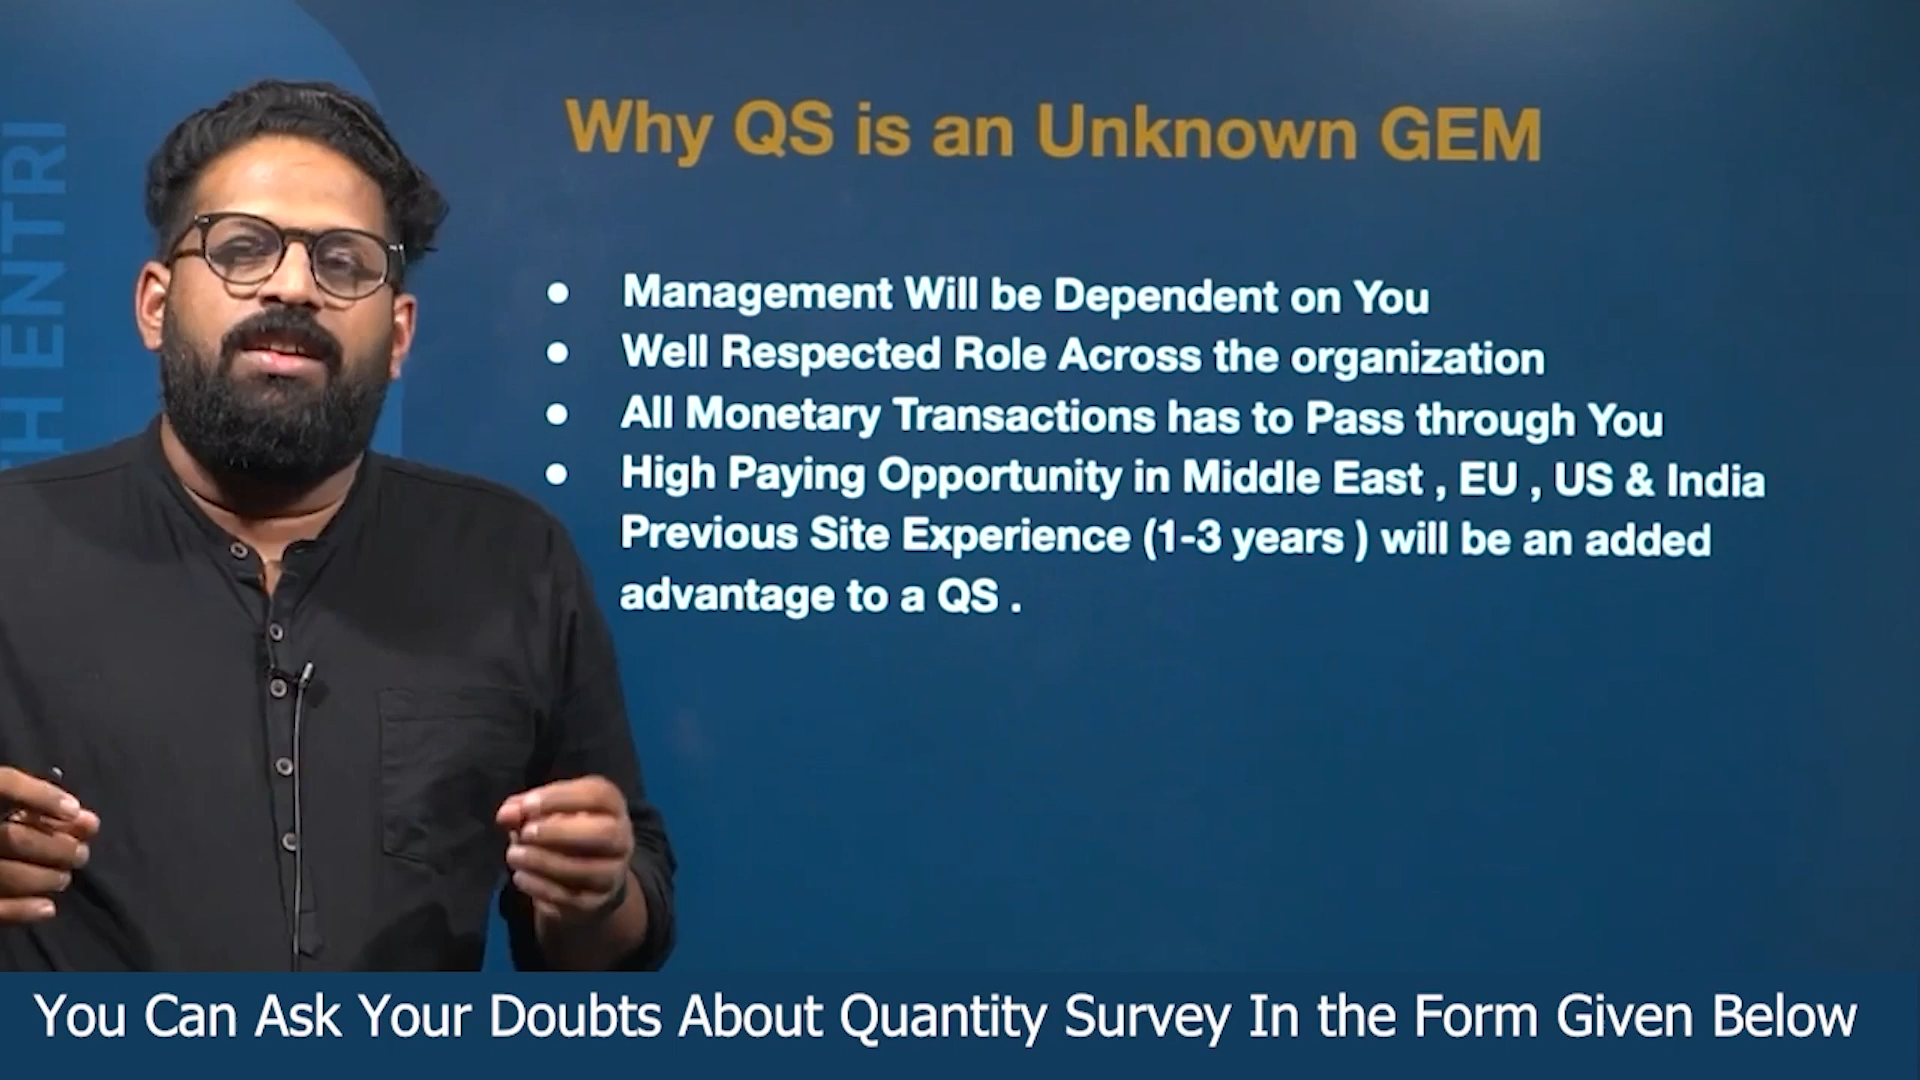 Why QS is an Unknown GEM
● Management Will be Dependent on You
● Well Respected Role Across the organization
● All Monetary Transactions has to Pass through You
● High Paying Opportunity in Middle East , EU , US & India
Previous Site Experience (1-3 years ) will be an added
advantage to a QS .
H ENTRI
You Can Ask Your Doubts About Quantity Survey In the Form Given Below